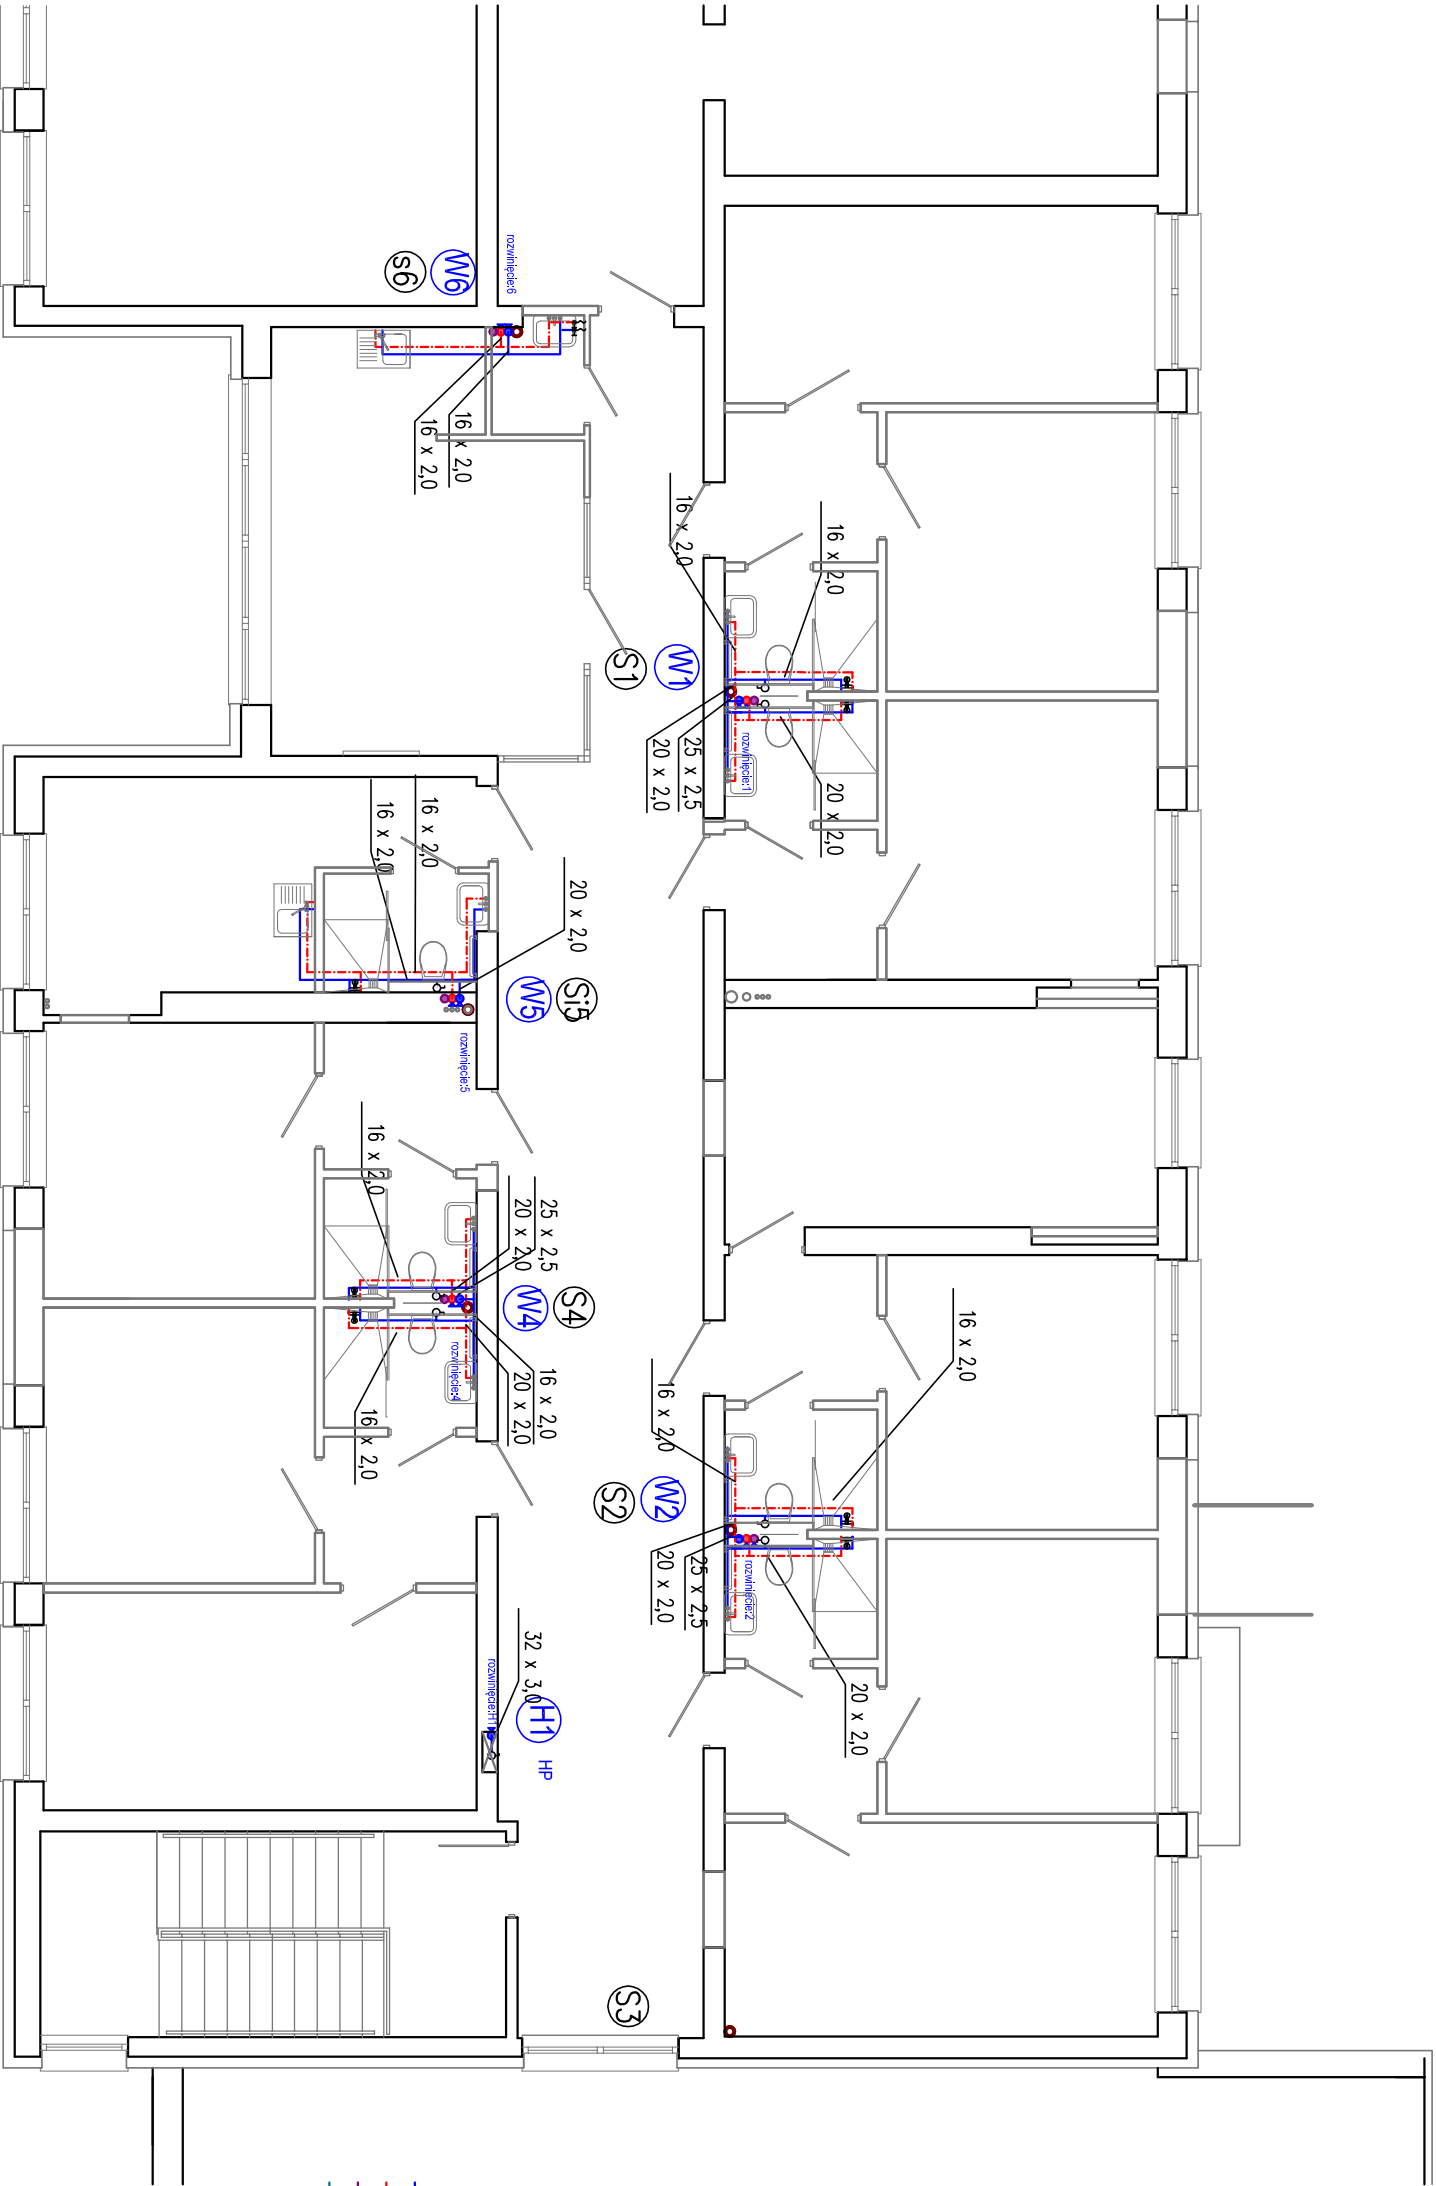 rozwinięcie:6
W6
s6
16 x 2,0
16 x 2,0
16 x 2,0
16 x 2,0
W1
S1
rozwinięcie:1
25 x 2,5
20 x 2,0
20 x 2,0
16 x 2,0
16 x 2,0
20 x 2,0
Si5
W5
rozwinięcie:5
16 x 2,0
25 x 2,5
20 x 2,0
S4
W4
rozwinięcie:4
16 x 2,0
20 x 2,0
16 x 2,0
16 x 2,0
16 x 2,0
W2
S2
rozwinięcie:2
25 x 2,5
20 x 2,0
20 x 2,0
32 x 3,0
rozwinięcie:H1
H1
HP
S3